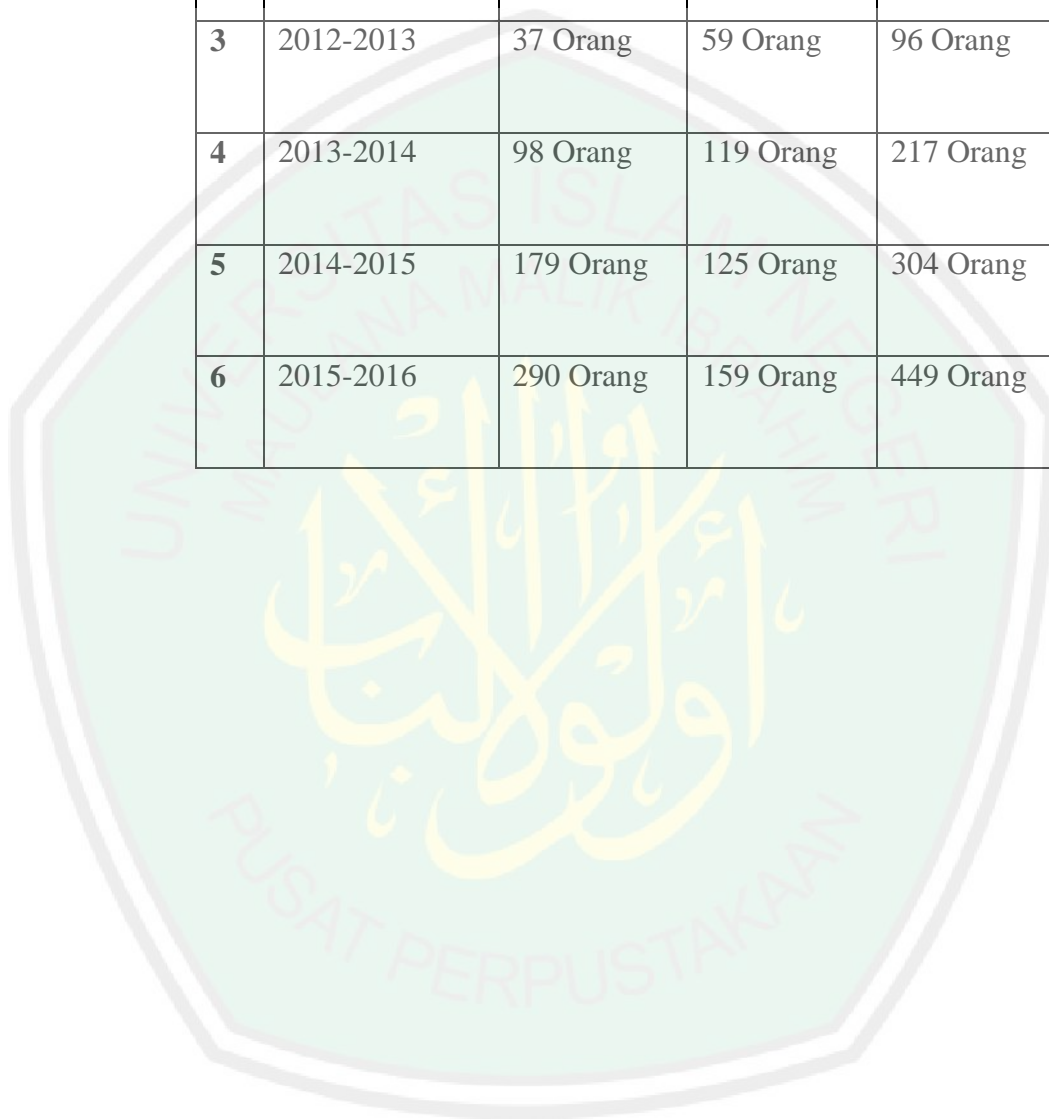 3 2012-2013 37 Orang 59 Orang 96 Orang
4 2013-2014 98 Orang 119 Orang 217 Orang
5 2014-2015 179 Orang 125 Orang 304 Orang
6 2015-2016 290 Orang 159 Orang 449 Orang
UNIVERSITAS ISLAM NEGERI
MAULANA MALIK IBRAHIM
أولوا الألباب
PUSAT PERPUSTAKAAN